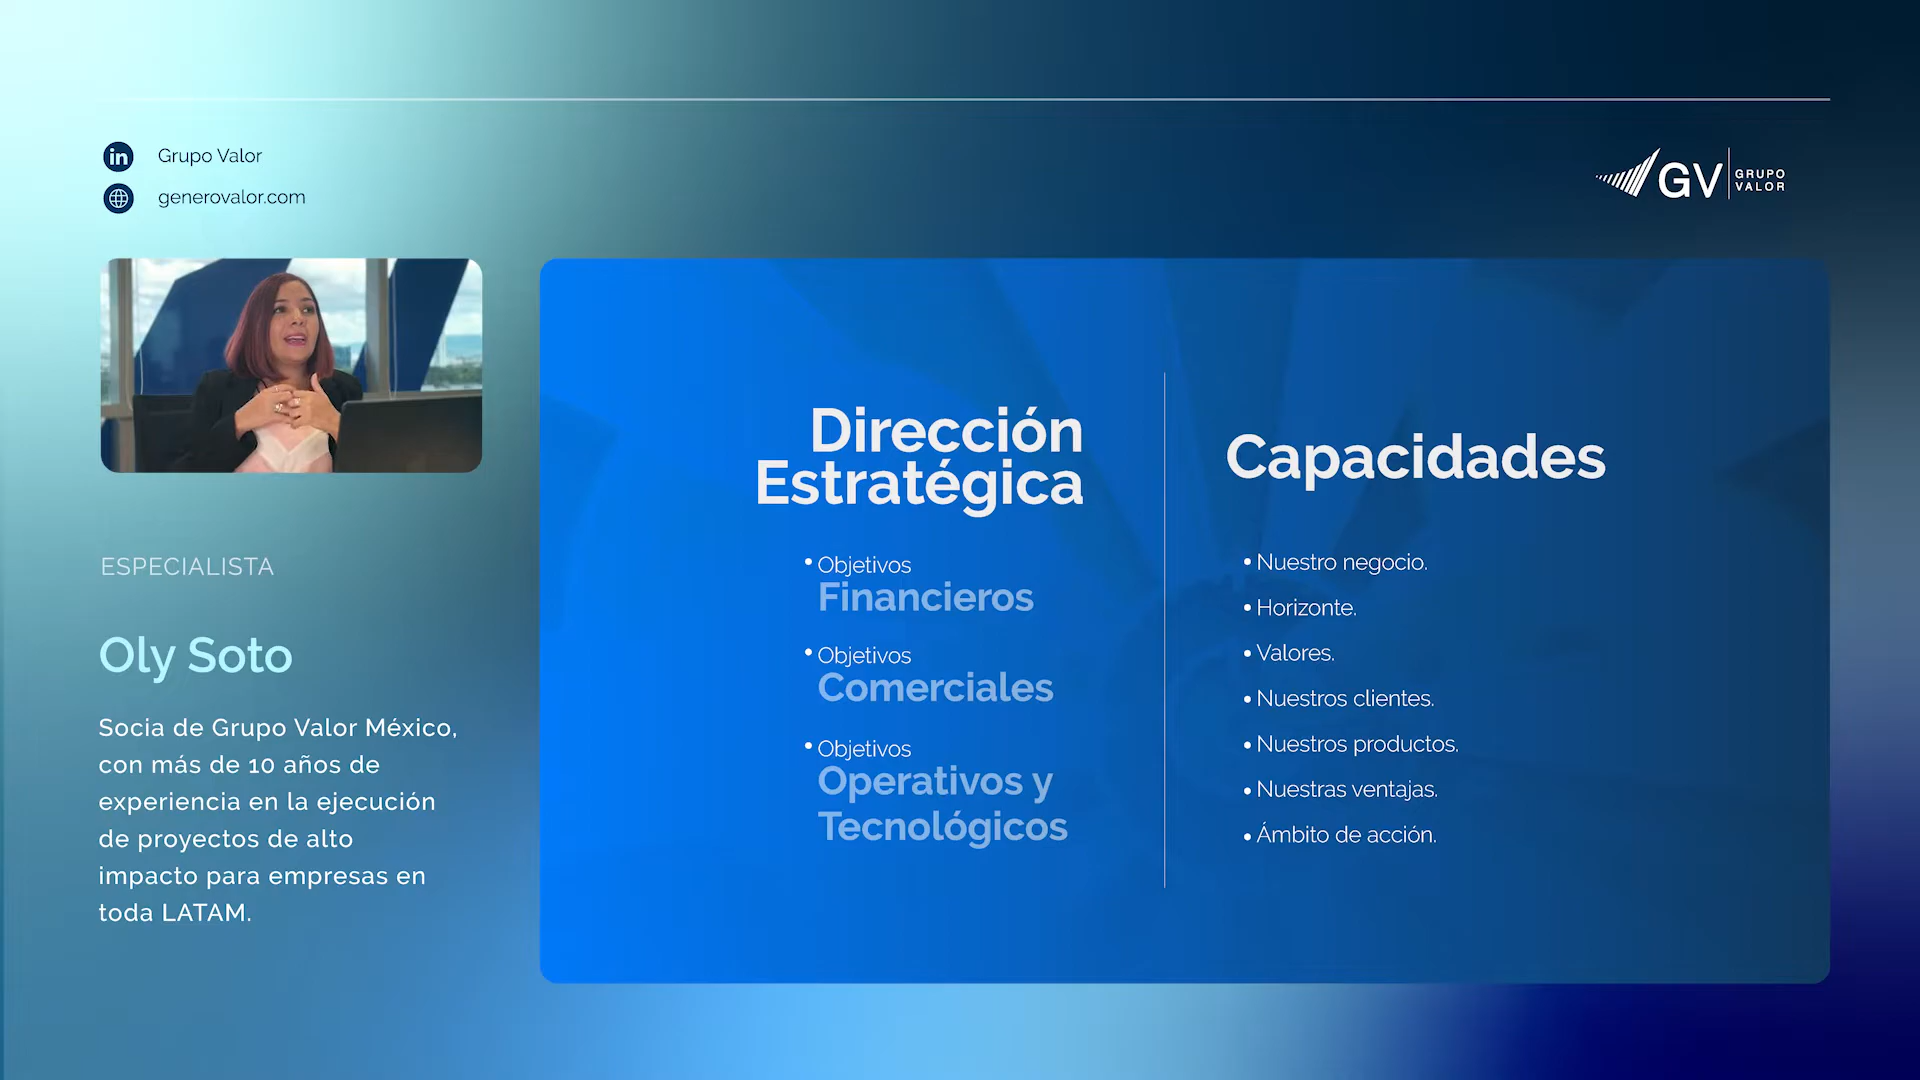 Grupo Valor
generovalor.com
GV GRUPO
VALOR
ESPECIALISTA
Oly Soto
Socia de Grupo Valor México,
con más de 10 años de
experiencia en la ejecución
de proyectos de alto
impacto para empresas en
toda LATAM.
Dirección
Estratégica
• Objetivos
Financieros
• Objetivos
Comerciales
• Objetivos
Operativos y
Tecnológicos
Capacidades
• Nuestro negocio.
• Horizonte.
• Valores.
• Nuestros clientes.
• Nuestros productos.
• Nuestras ventajas.
• Ámbito de acción.